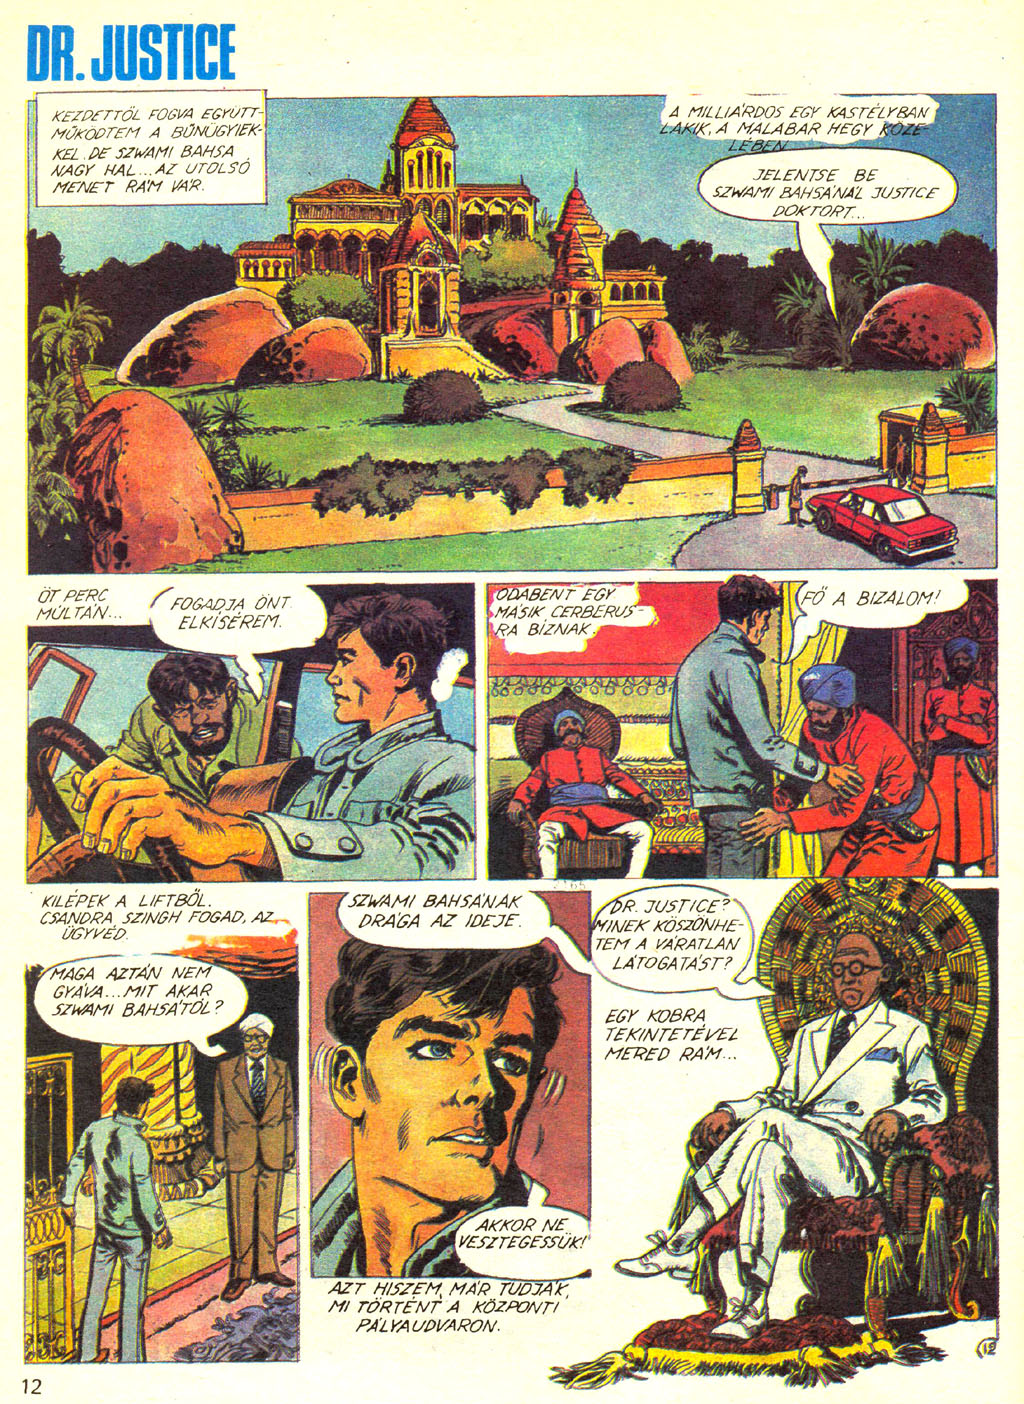 DR. JUSTICE
KEZDETTŐL FOGVA EGYÜTT-
MŰKÖDTEM A BŰNÜGYIEK-
KEL. DE SZWAMI BAHSA
NAGY HAL...AZ UTOLSÓ
MENET RÁM VÁR.
A MILLIÁRDOS EGY KASTÉLYBAN
LAKIK, A MALABAR HEGY KÖZE-
LÉBEN.
JELENTSE BE
SZWAMI BAHSÁNÁL JUSTICE
DOKTORT...
ÖT PERC
MÚLTÁN...
FOGADJA ÖNT.
ELKÍSÉREM.
ODABENT EGY
MÁSIK CERBERUS-
RA BÍZNAK.
FŐ A BIZALOM!
KILÉPEK A LIFTBŐL.
CSANDRA SZINGH FOGAD, AZ
ÜGYVÉD.
MAGA AZTÁN NEM
GYÁVA...MIT AKAR
SZWAMI BAHSÁTÓL?
SZWAMI BAHSÁNAK
DRÁGA AZ IDEJE.
AKKOR NE
VESZTEGESSÜK!
AZT HISZEM, MÁR TUDJÁK,
MI TÖRTÉNT A KÖZPONTI
PÁLYAUDVARON.
DR. JUSTICE?
MINEK KÖSZÖNHE-
TEM A VÁRATLAN
LÁTOGATÁST?
EGY KOBRA
TEKINTETÉVEL
MERED RÁM...
12
12